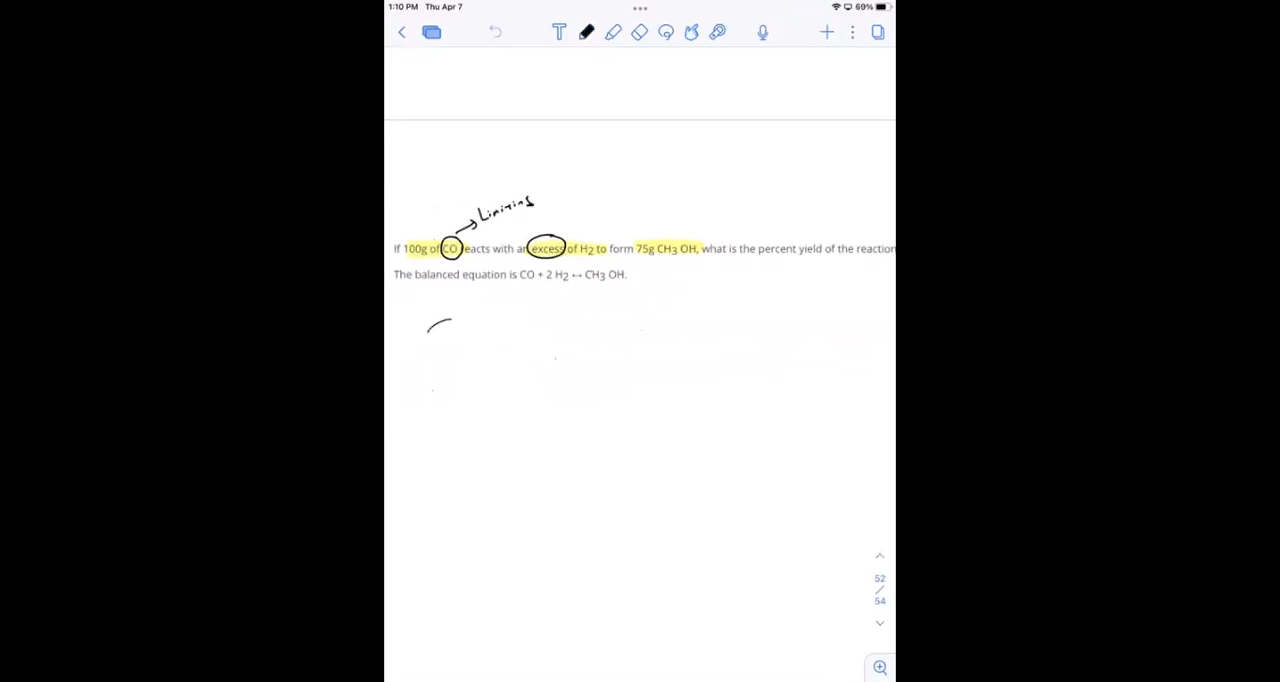 1:10 PM Thu Apr 7
69%
Limiting
If 100g of CO reacts with an excess of H2 to form 75g CH3 OH, what is the percent yield of the reaction
The balanced equation is CO + 2 H2 ↔ CH3 OH.
52
54